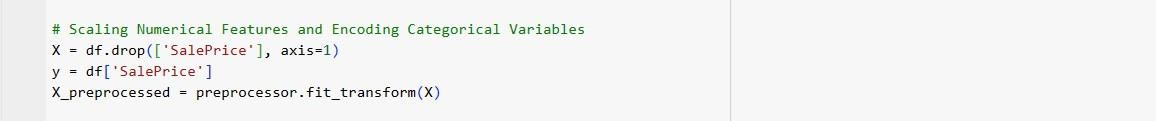 # Scaling Numerical Features and Encoding Categorical Variables
X = df.drop(['SalePrice'], axis=1)
y = df['SalePrice']
X_preprocessed = preprocessor.fit_transform(X)